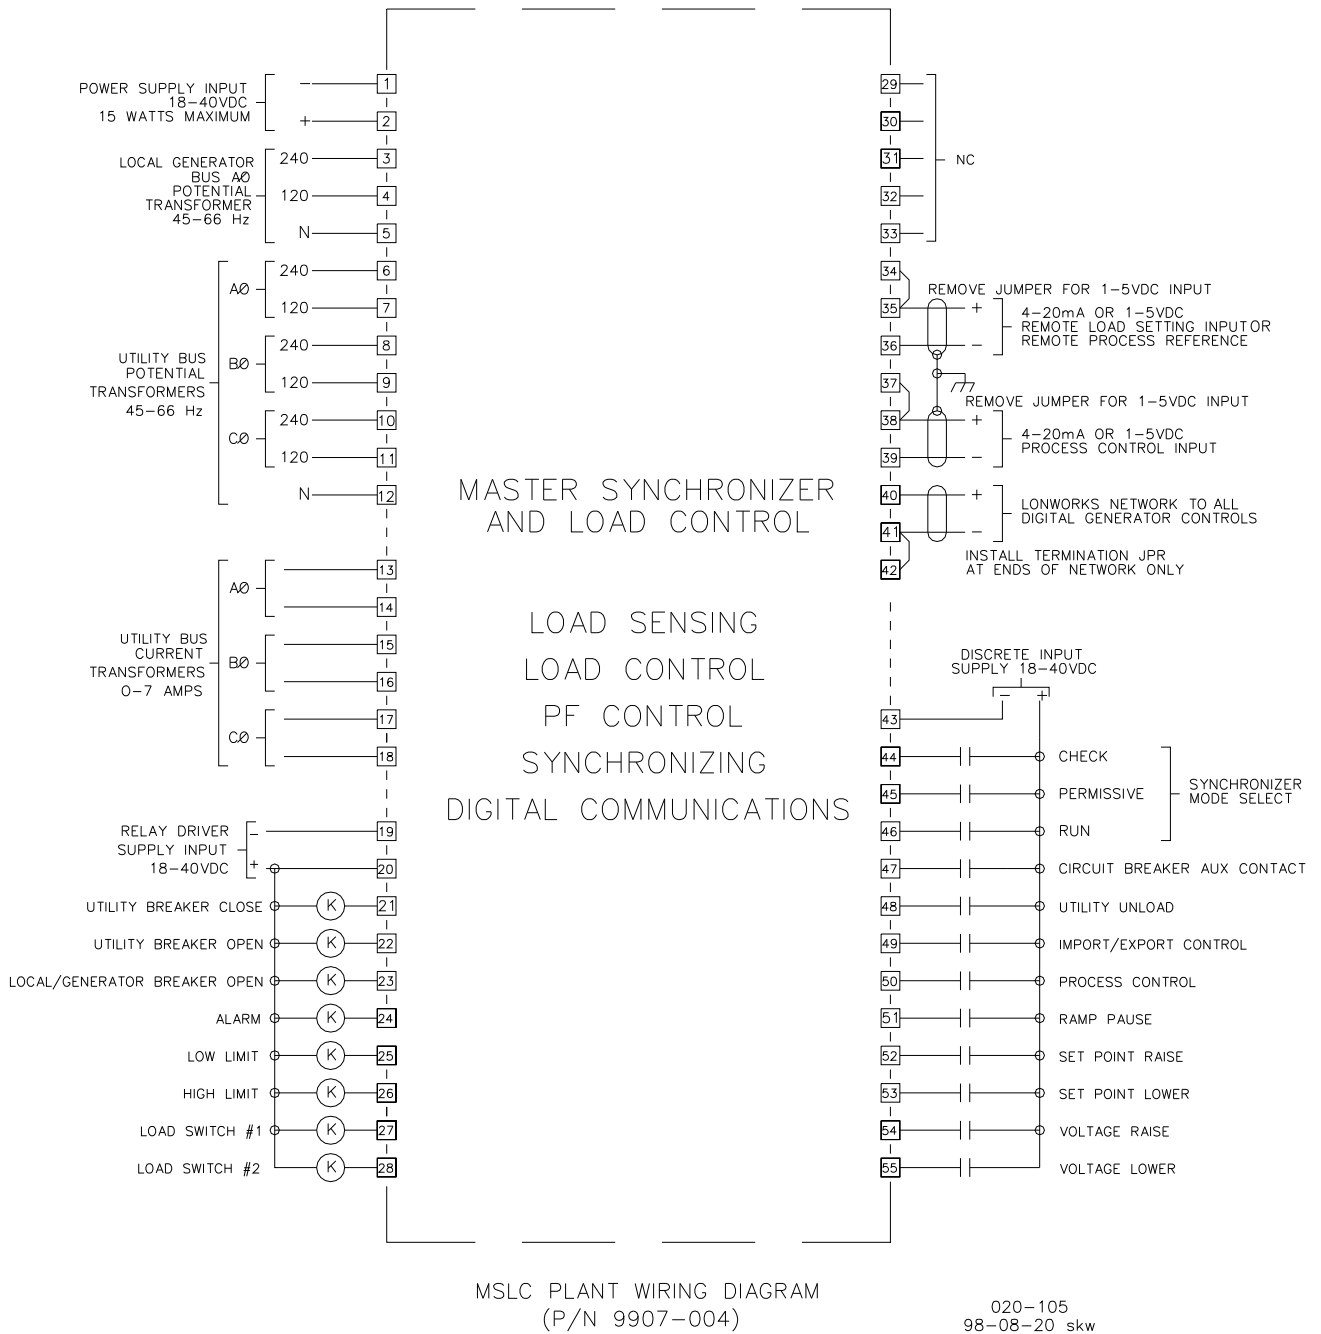 POWER SUPPLY INPUT
18-40VDC
15 WATTS MAXIMUM
- 1
+ 2
LOCAL GENERATOR
BUS AØ
POTENTIAL
TRANSFORMER
45-66 Hz
240 3
120 4
N 5
UTILITY BUS
POTENTIAL
TRANSFORMERS
45-66 Hz
AØ
240 6
120 7
BØ
240 8
120 9
CØ
240 10
120 11
N 12
UTILITY BUS
CURRENT
TRANSFORMERS
0-7 AMPS
AØ
13
14
BØ
15
16
CØ
17
18
RELAY DRIVER
SUPPLY INPUT
18-40VDC
- 19
+ 20
UTILITY BREAKER CLOSE K 21
UTILITY BREAKER OPEN K 22
LOCAL/GENERATOR BREAKER OPEN K 23
ALARM K 24
LOW LIMIT K 25
HIGH LIMIT K 26
LOAD SWITCH #1 K 27
LOAD SWITCH #2 K 28
MASTER SYNCHRONIZER
AND LOAD CONTROL
LOAD SENSING
LOAD CONTROL
PF CONTROL
SYNCHRONIZING
DIGITAL COMMUNICATIONS
29
30
31
32
33
NC
34
REMOVE JUMPER FOR 1-5VDC INPUT
35 +
36 -
4-20mA OR 1-5VDC
REMOTE LOAD SETTING INPUT OR
REMOTE PROCESS REFERENCE
37
REMOVE JUMPER FOR 1-5VDC INPUT
38 +
39 -
4-20mA OR 1-5VDC
PROCESS CONTROL INPUT
40 +
41 -
LONWORKS NETWORK TO ALL
DIGITAL GENERATOR CONTROLS
42
INSTALL TERMINATION JPR
AT ENDS OF NETWORK ONLY
DISCRETE INPUT
SUPPLY 18-40VDC
- +
43
44 CHECK
45 PERMISSIVE
46 RUN
SYNCHRONIZER
MODE SELECT
47 CIRCUIT BREAKER AUX CONTACT
48 UTILITY UNLOAD
49 IMPORT/EXPORT CONTROL
50 PROCESS CONTROL
51 RAMP PAUSE
52 SET POINT RAISE
53 SET POINT LOWER
54 VOLTAGE RAISE
55 VOLTAGE LOWER
MSLC PLANT WIRING DIAGRAM
(P/N 9907-004)
020-105
98-08-20 skw